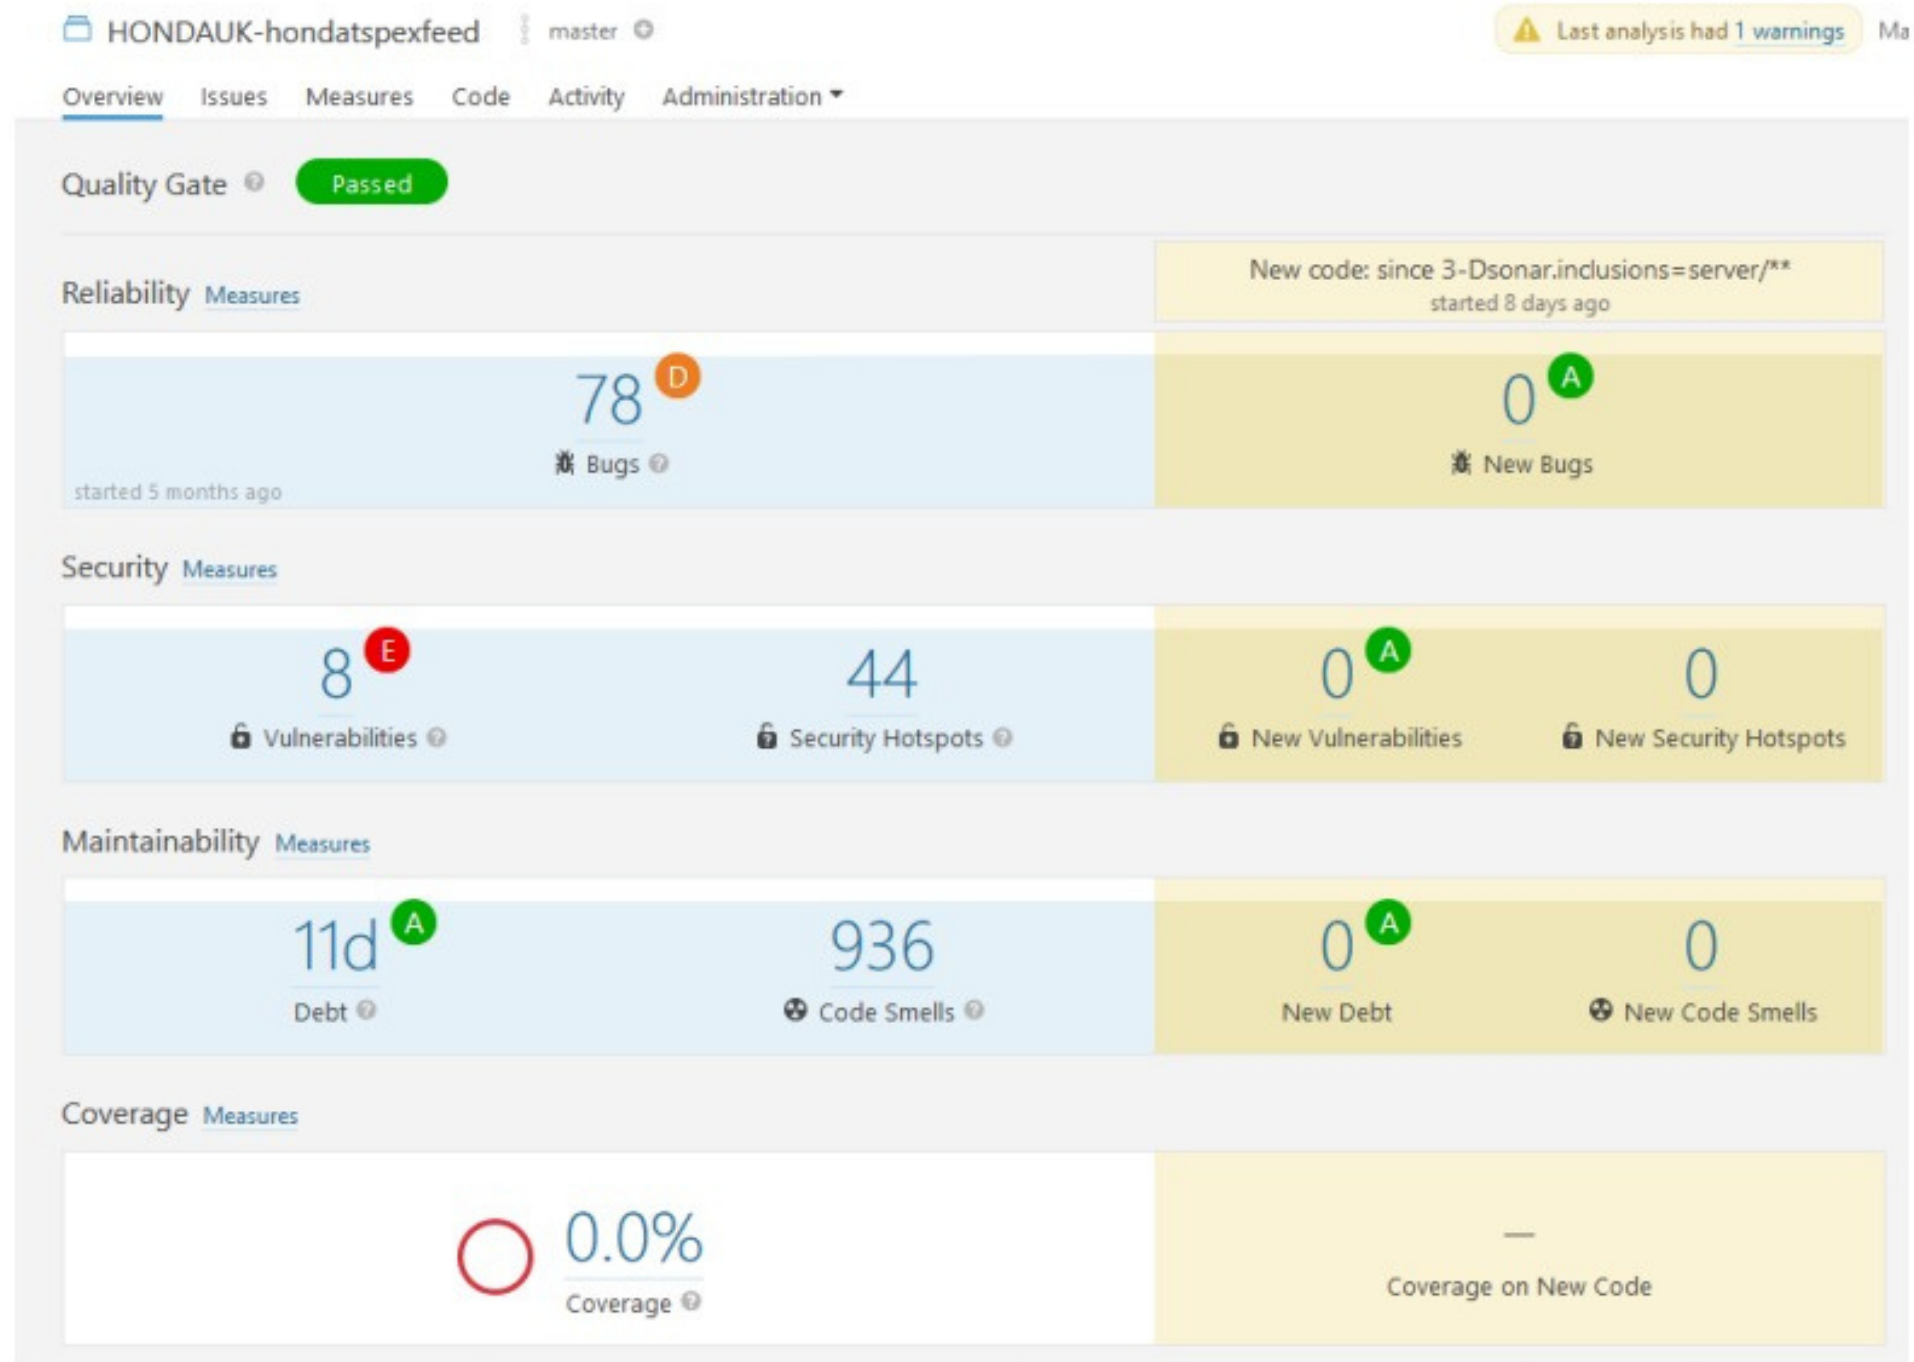 HONDAUK-hondatspexfeed master
Last analysis had 1 warnings Ma
Overview Issues Measures Code Activity Administration
Quality Gate ? Passed
New code: since 3-Dsonar.inclusions=server/**
started 8 days ago
Reliability Measures
78 D
0 A
Bugs ?
New Bugs
started 5 months ago
Security Measures
8 E 44 0 A 0
Vulnerabilities ? Security Hotspots ? New Vulnerabilities New Security Hotspots
Maintainability Measures
11d A 936 0 A 0
Debt ? Code Smells ? New Debt New Code Smells
Coverage Measures
0.0%
Coverage ?
—
Coverage on New Code